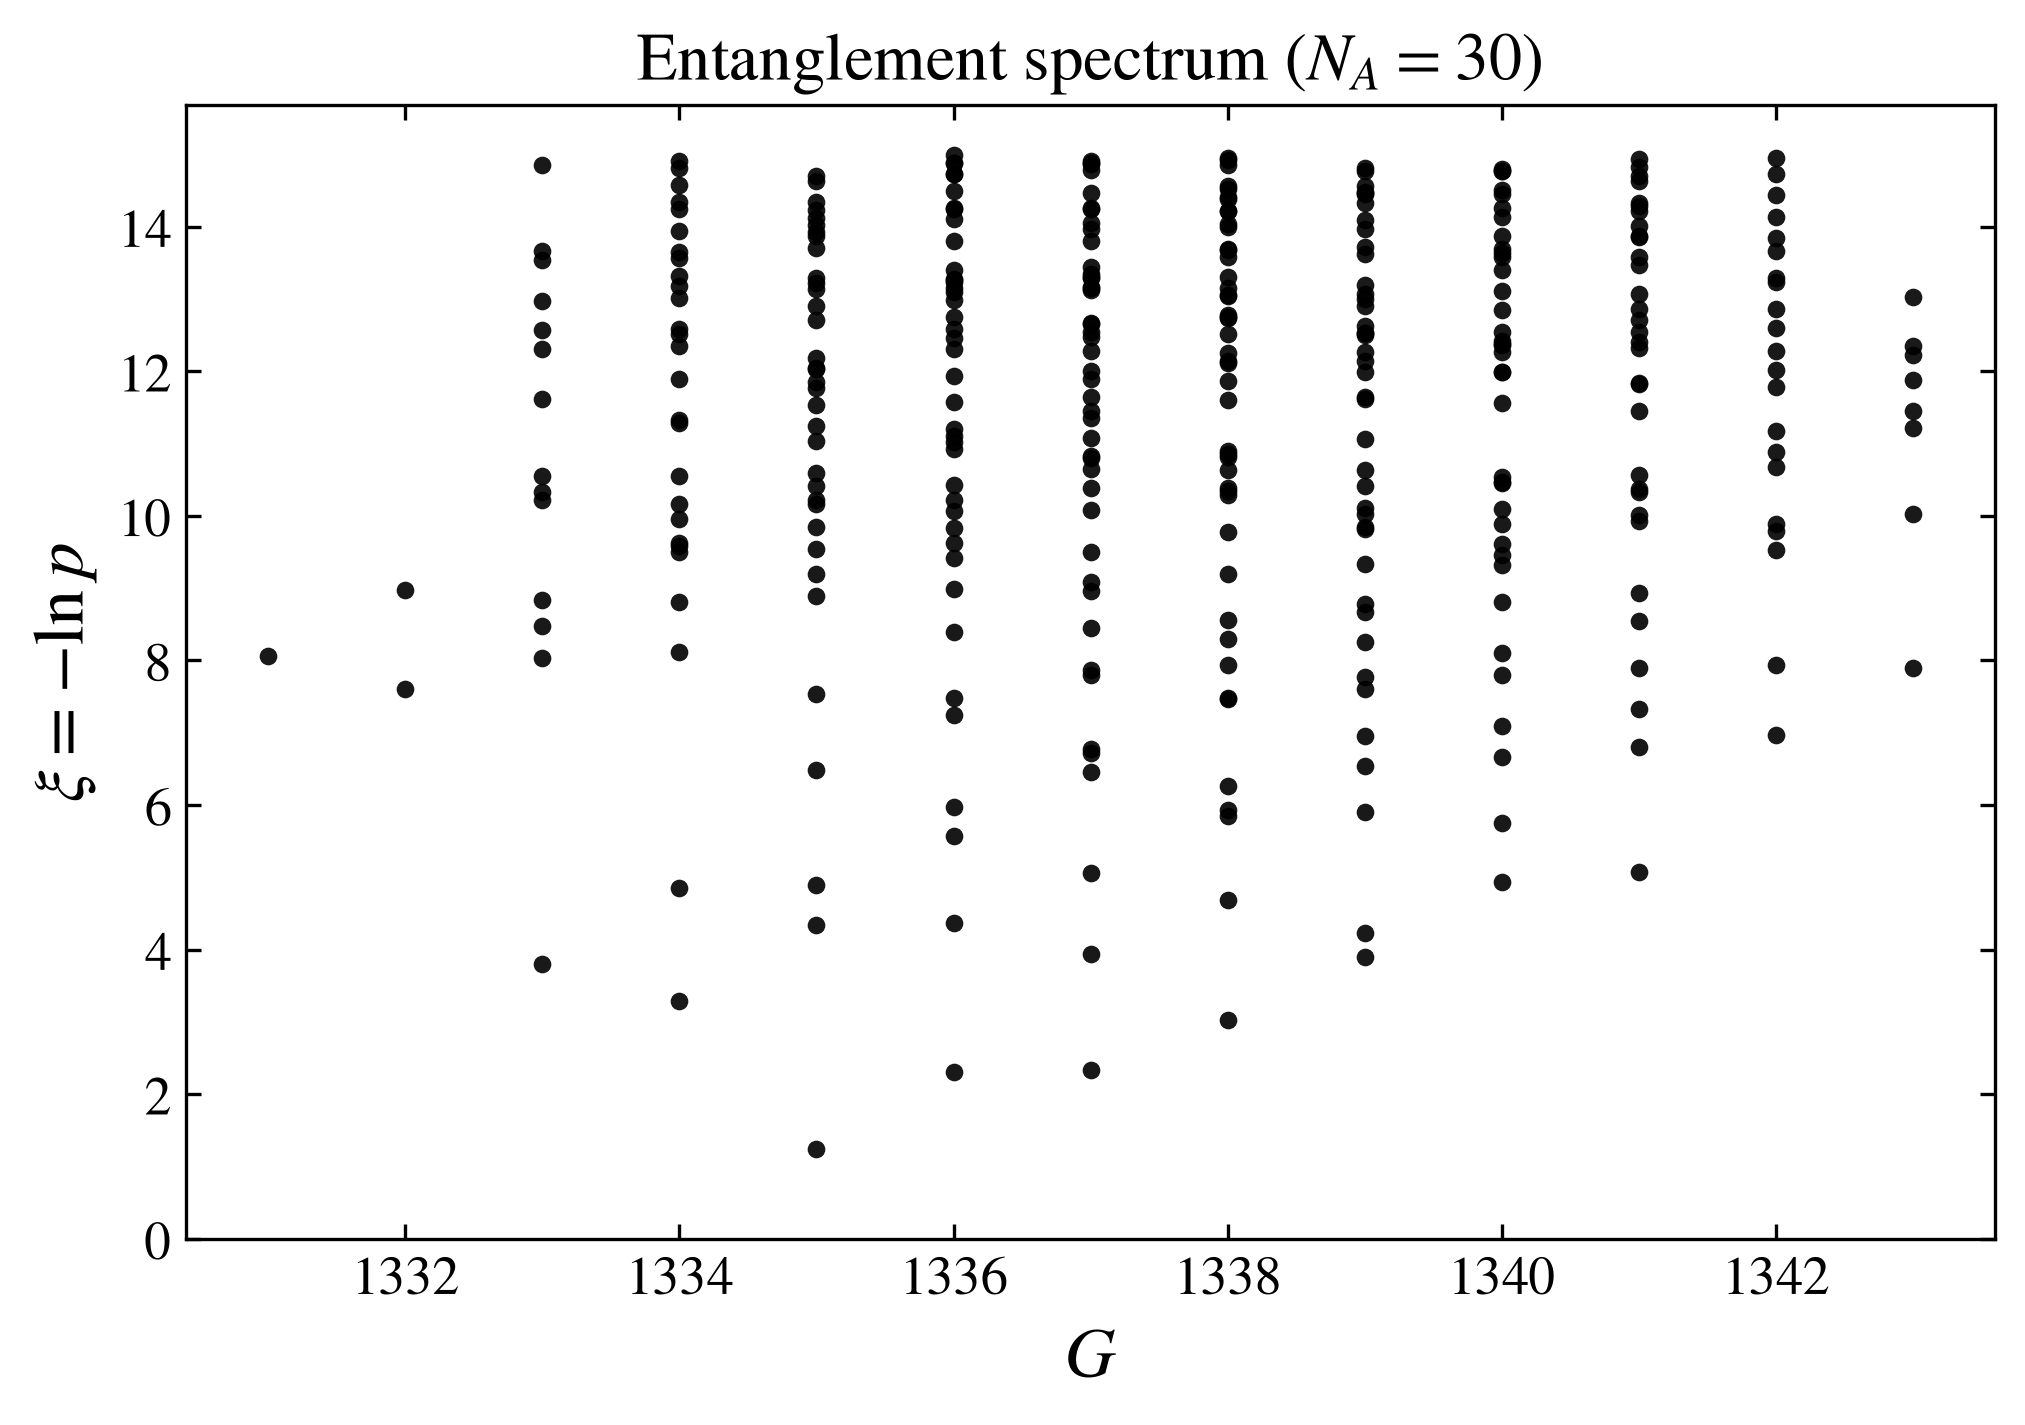 Entanglement spectrum (N_A = 30)
ξ = −ln p
14
12
10
8
6
4
2
0
1332 1334 1336 1338 1340 1342
G